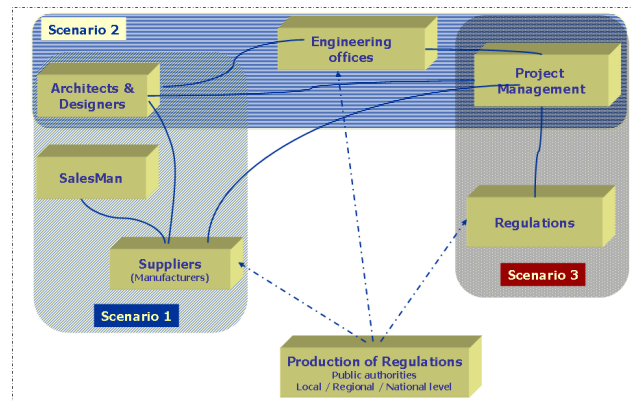 Scenario 2
Engineering
offices
Architects &
Designers
Project
Management
SalesMan
Regulations
Suppliers
(Manufacturers)
Scenario 3
Scenario 1
Production of Regulations
Public authorities
Local / Regional / National level